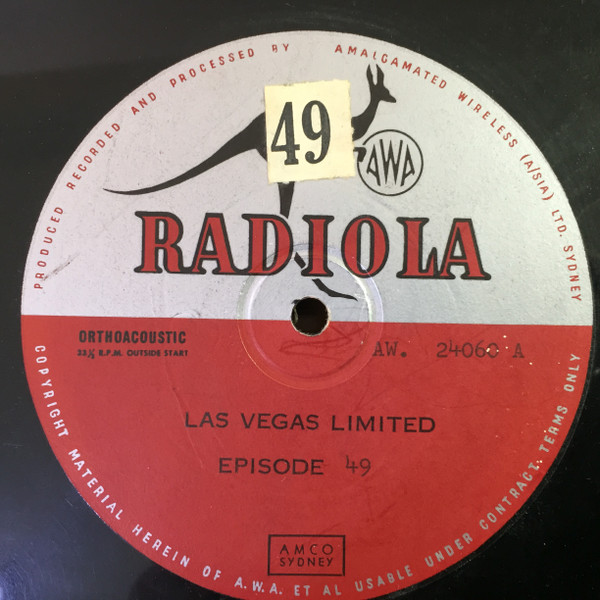 PRODUCED RECORDED AND PROCESSED BY AMALGAMATED WIRELESS (A/SIA) LTD. SYDNEY
49
AWA
RADIOLA
ORTHOACOUSTIC
33⅓ R.P.M. OUTSIDE START
AW. 24060 A
LAS VEGAS LIMITED
EPISODE 49
AMCO
SYDNEY
COPYRIGHT MATERIAL HEREIN OF A.W.A. ET AL USABLE UNDER CONTRACT TERMS ONLY